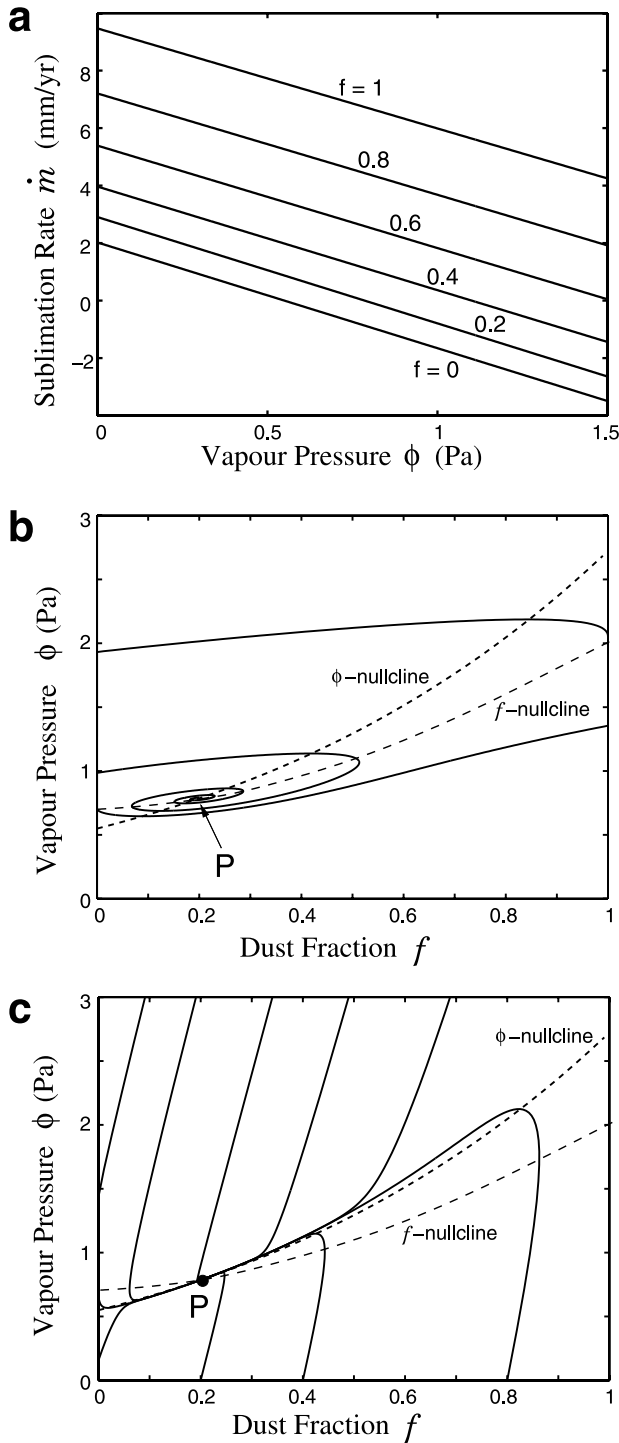 a
Sublimation Rate ṁ (mm/yr)
8
6
4
2
0
−2
f = 1
0.8
0.6
0.4
0.2
f = 0
0 0.5 1 1.5
Vapour Pressure ϕ (Pa)
b
Vapour Pressure ϕ (Pa)
3
2
1
0
ϕ−nullcline
f−nullcline
P
0 0.2 0.4 0.6 0.8 1
Dust Fraction f
c
Vapour Pressure ϕ (Pa)
3
2
1
0
ϕ−nullcline
f−nullcline
P
0 0.2 0.4 0.6 0.8 1
Dust Fraction f